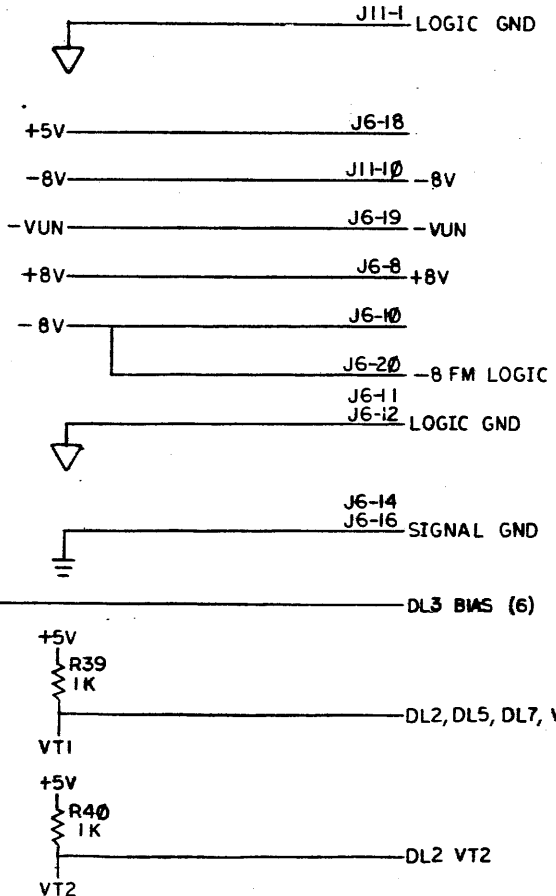 J11-1 LOGIC GND
+5V J6-18
-8V J11-10 -8V
-VUN J6-19 -VUN
+8V J6-8 +8V
-8V J6-10
J6-20 -8 FM LOGIC
J6-11
J6-12 LOGIC GND
J6-14
J6-16 SIGNAL GND
DL3 BIAS (6)
+5V
R39
1K
DL2, DL5, DL7,
VT1
+5V
R40
1K
DL2 VT2
VT2